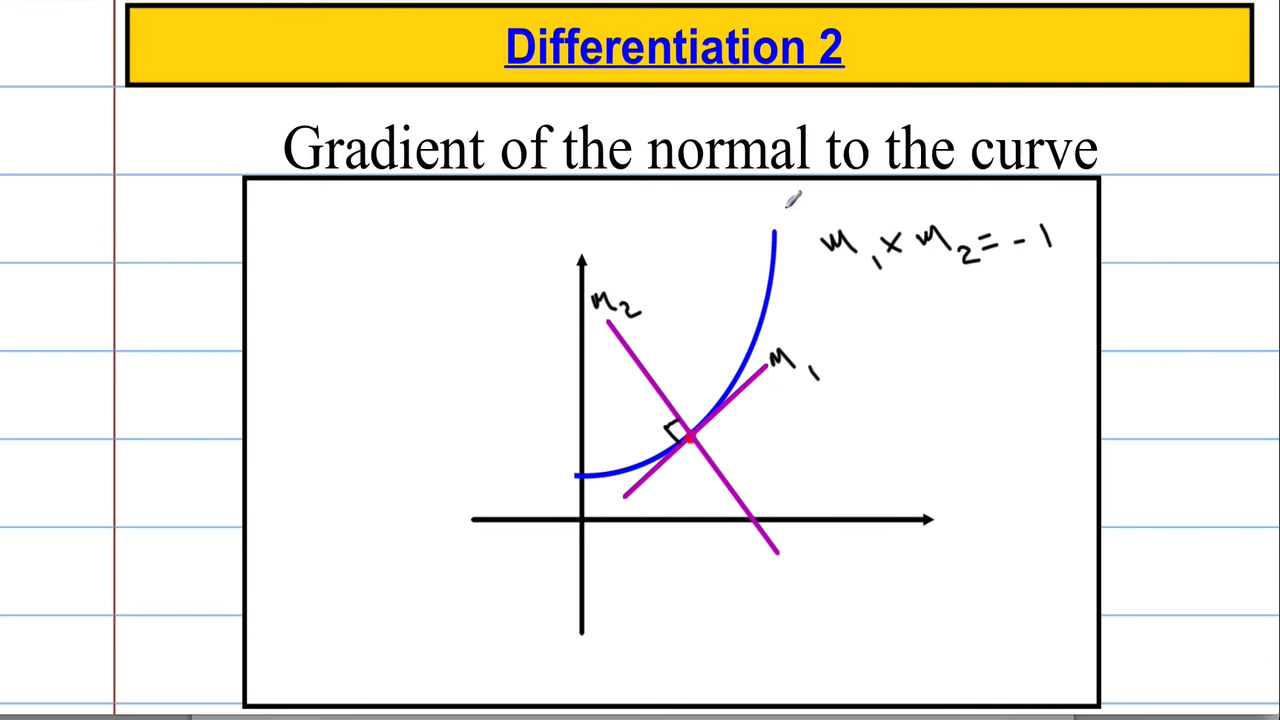 Differentiation 2
Gradient of the normal to the curve
m₁ × m₂ = -1
m₂
m₁